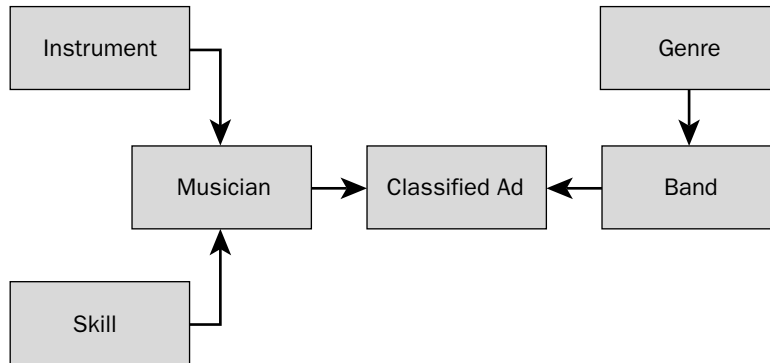 Instrument
Genre
Musician
Classified Ad
Band
Skill